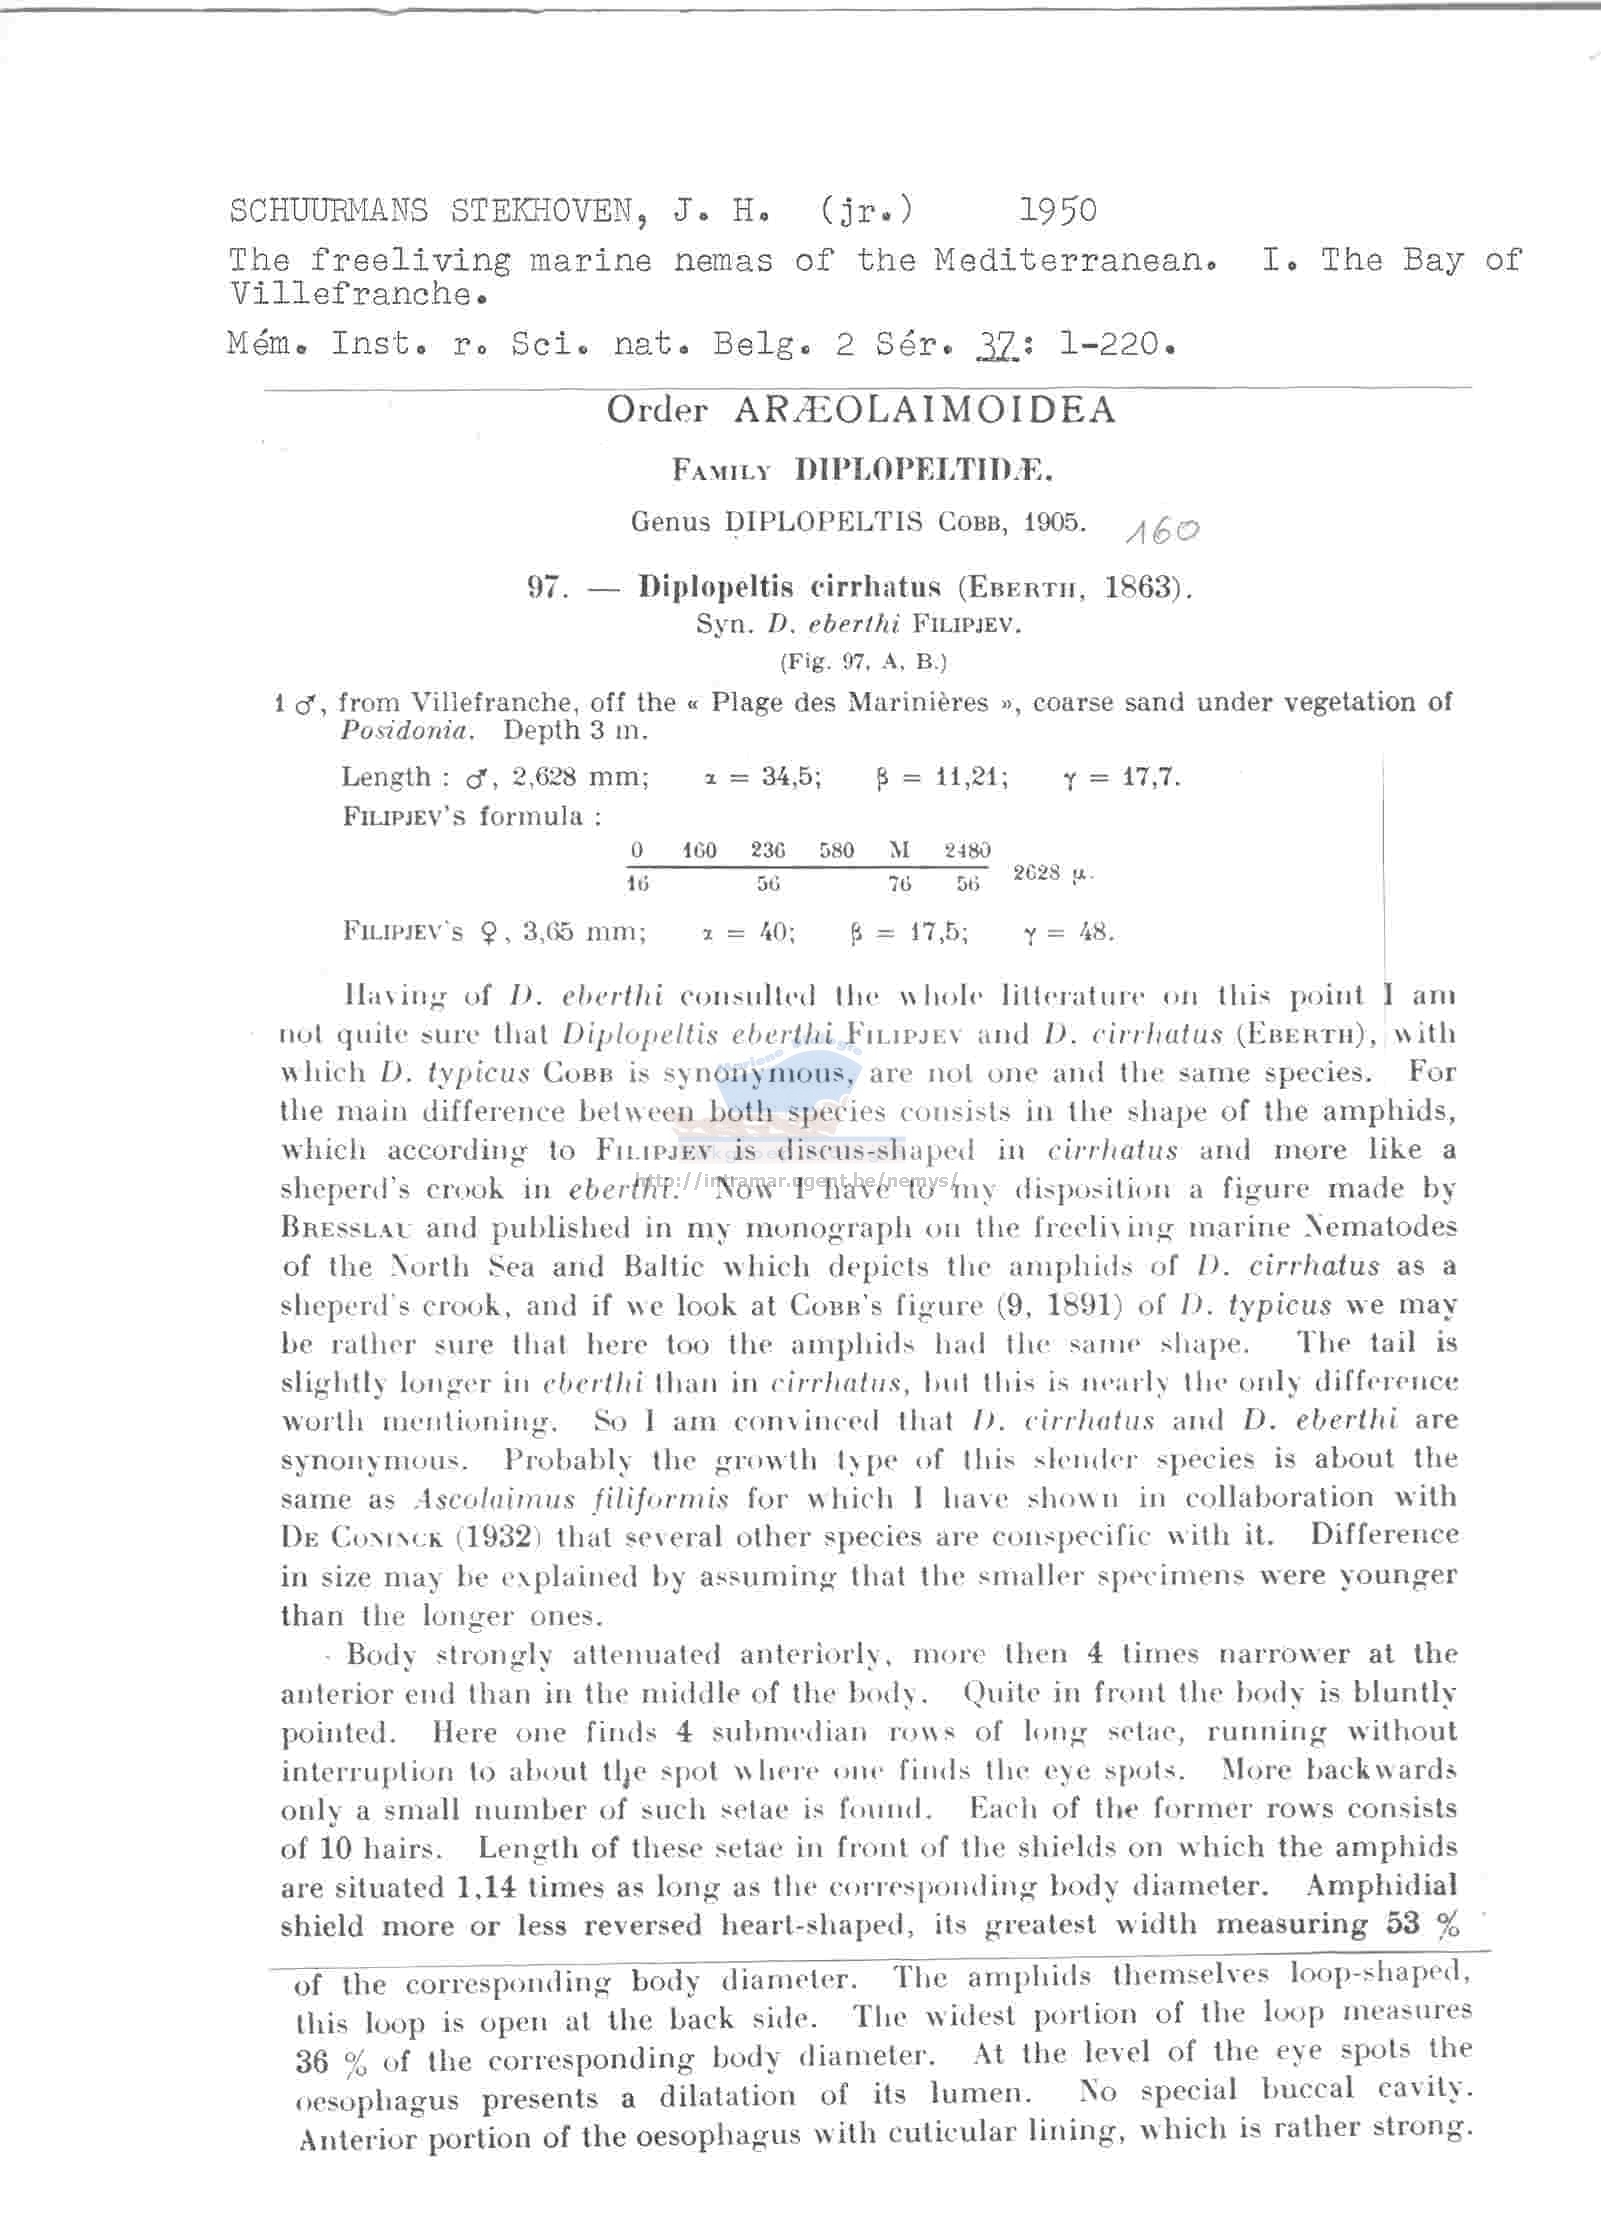 SCHUURMANS STEKHOVEN, J. H. (jr.) 1950
The freeliving marine nemas of the Mediterranean. I. The Bay of
Villefranche.
Mém. Inst. r. Sci. nat. Belg. 2 Sér. 37: 1-220.
Order ARÆOLAIMOIDEA
FAMILY DIPLOPELTIDÆ.
Genus DIPLOPELTIS COBB, 1905. 160
97. — Diplopeltis cirrhatus (EBERTH, 1863).
Syn. D. eberthi FILIPJEV.
(Fig. 97, A, B.)
1 ♂, from Villefranche, off the « Plage des Marinières », coarse sand under vegetation of
Posidonia. Depth 3 m.
Length : ♂, 2,628 mm; α = 34,5; β = 11,21; γ = 17,7.
FILIPJEV'S formula :
0 160 236 580 M 2480
16 56 76 56 2628 μ.
FILIPJEV'S ♀, 3,65 mm; α = 40; β = 17,5; γ = 48.
Having of D. eberthi consulted the whole litterature on this point I am
not quite sure that Diplopeltis eberthi FILIPJEV and D. cirrhatus (EBERTH), with
which D. typicus COBB is synonymous, are not one and the same species. For
the main difference between both species consists in the shape of the amphids,
which according to FILIPJEV is discus-shaped in cirrhatus and more like a
sheperd's crook in eberthi. Now I have to my disposition a figure made by
http://intramar.ugent.be/nemys/
BRESSLAU and published in my monograph on the freeliving marine Nematodes
of the North Sea and Baltic which depicts the amphids of D. cirrhatus as a
sheperd's crook, and if we look at COBB'S figure (9, 1891) of D. typicus we may
be rather sure that here too the amphids had the same shape. The tail is
slightly longer in eberthi than in cirrhatus, but this is nearly the only difference
worth mentioning. So I am convinced that D. cirrhatus and D. eberthi are
synonymous. Probably the growth type of this slender species is about the
same as Ascolaimus filiformis for which I have shown in collaboration with
DE CONINCK (1932) that several other species are conspecific with it. Difference
in size may be explained by assuming that the smaller specimens were younger
than the longer ones.
Body strongly attenuated anteriorly, more then 4 times narrower at the
anterior end than in the middle of the body. Quite in front the body is bluntly
pointed. Here one finds 4 submedian rows of long setae, running without
interruption to about the spot where one finds the eye spots. More backwards
only a small number of such setae is found. Each of the former rows consists
of 10 hairs. Length of these setae in front of the shields on which the amphids
are situated 1,14 times as long as the corresponding body diameter. Amphidial
shield more or less reversed heart-shaped, its greatest width measuring 53 %
of the corresponding body diameter. The amphids themselves loop-shaped,
this loop is open at the back side. The widest portion of the loop measures
36 % of the corresponding body diameter. At the level of the eye spots the
oesophagus presents a dilatation of its lumen. No special buccal cavity.
Anterior portion of the oesophagus with cuticular lining, which is rather strong.